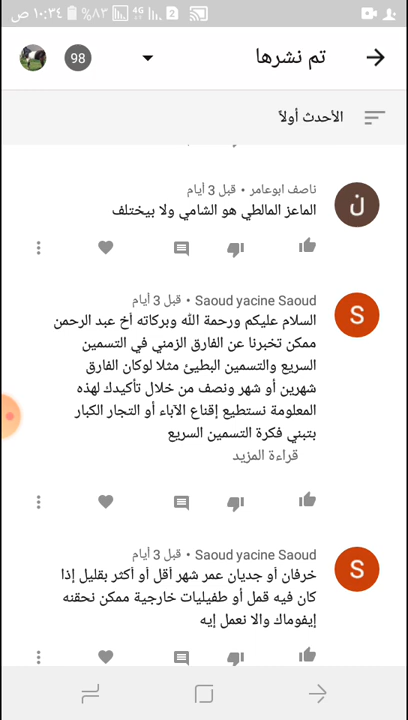 ١٠:٣٤ ص ٨٣% 4G 2
تم نشرها
98
الأحدث أولاً
ناصف ابوعامر • قبل 3 أيام
الماعز المالطي هو الشامي ولا بيختلف
ن
Saoud yacine Saoud • قبل 3 أيام
السلام عليكم ورحمة الله وبركاته أخ عبد الرحمن
ممكن تخبرنا عن الفارق الزمني في التسمين
السريع والتسمين البطيئ مثلا لوكان الفارق
شهرين أو شهر ونصف من خلال تأكيدك لهذه
المعلومة نستطيع إقناع الآباء أو التجار الكبار
بتبني فكرة التسمين السريع
قراءة المزيد
S
Saoud yacine Saoud • قبل 3 أيام
خرفان أو جديان عمر شهر أقل أو أكثر بقليل إذا
كان فيه قمل أو طفيليات خارجية ممكن نحقنه
إيفوماك والا نعمل إيه
S